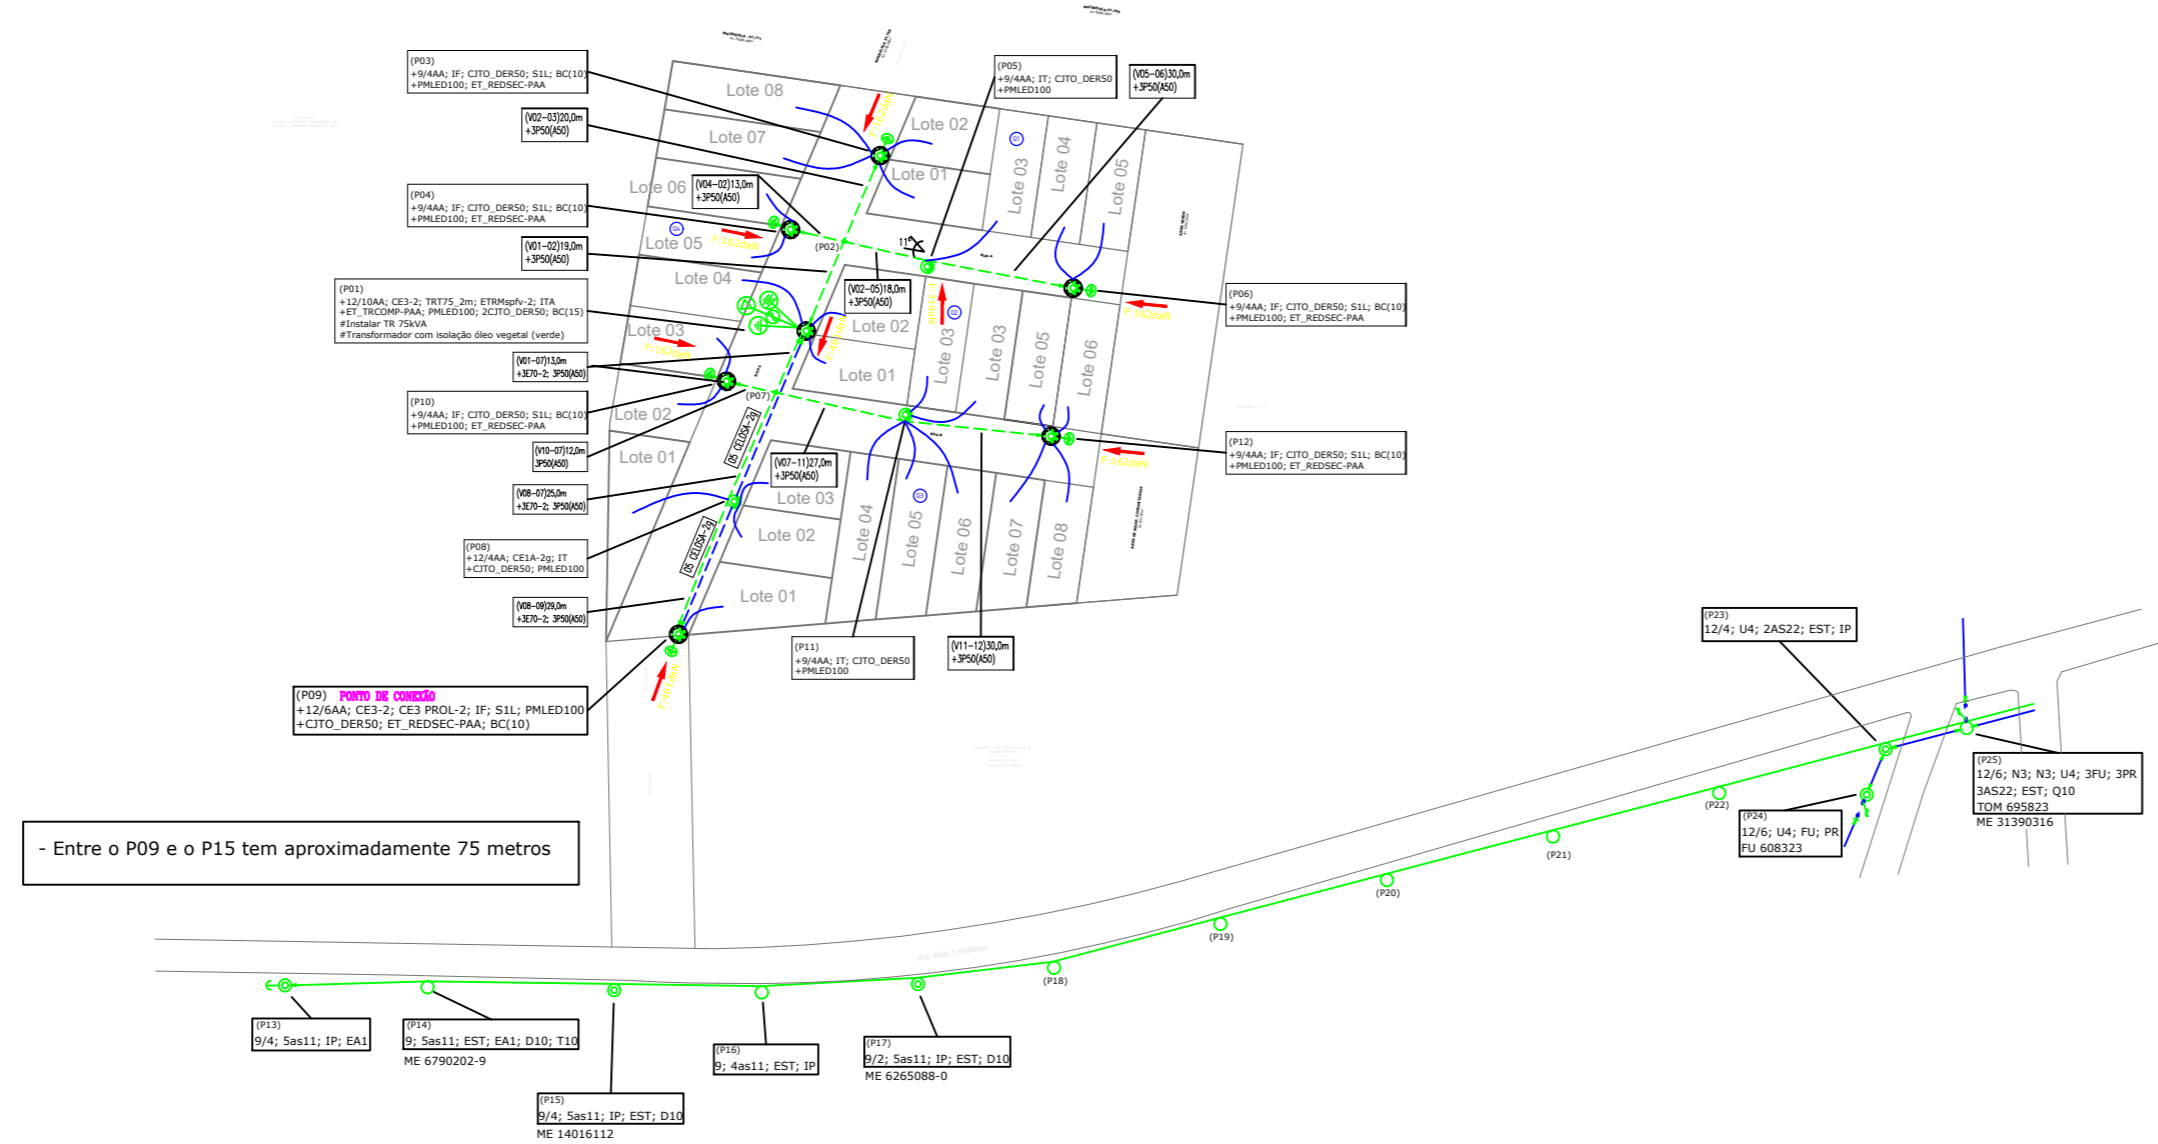 (P03)
+9/4AA; IF; CJTO_DER50; S1L; BC(10)
+PMLED100; ET_REDSEC-PAA
(V02-03)20,0m
+3P50(A50)
(P04)
+9/4AA; IF; CJTO_DER50; S1L; BC(10)
+PMLED100; ET_REDSEC-PAA
(V01-02)19,0m
+3P50(A50)
(P01)
+12/10AA; CE3-2; TRT75_2m; ETRMspfv-2; ITA
+ET_TRCOMP-PAA; PMLED100; 2CJTO_DER50; BC(15)
#Instalar TR 75kVA
#Transformador com isolação óleo vegetal (verde)
(V01-07)13,0m
+3E70-2; 3P50(A50)
(P10)
+9/4AA; IF; CJTO_DER50; S1L; BC(10)
+PMLED100; ET_REDSEC-PAA
(V10-07)12,0m
3P50(A50)
(V08-07)25,0m
+3E70-2; 3P50(A50)
(P08)
+12/4AA; CE1A-2g; IT
+CJTO_DER50; PMLED100
(V08-09)29,0m
+3E70-2; 3P50(A50)
(P09) PONTO DE CONEXÃO
+12/6AA; CE3-2; CE3 PROL-2; IF; S1L; PMLED100
+CJTO_DER50; ET_REDSEC-PAA; BC(10)
(P05)
+9/4AA; IT; CJTO_DER50
+PMLED100
(V05-06)30,0m
+3P50(A50)
(V04-02)13,0m
+3P50(A50)
(P02)
11°
(V02-05)18,0m
+3P50(A50)
(P06)
+9/4AA; IF; CJTO_DER50; S1L; BC(10)
+PMLED100; ET_REDSEC-PAA
(P07)
(V07-11)27,0m
+3P50(A50)
(P12)
+9/4AA; IF; CJTO_DER50; S1L; BC(10)
+PMLED100; ET_REDSEC-PAA
(P11)
+9/4AA; IT; CJTO_DER50
+PMLED100
(V11-12)30,0m
+3P50(A50)
05 CELOSA-2g
05 CELOSA-2g
Lote 08
Lote 07
Lote 06
Lote 05
Lote 04
Lote 03
Lote 02
Lote 01
Lote 02
Lote 01
Lote 03
Lote 04
Lote 05
Lote 02
Lote 01
Lote 03
Lote 03
Lote 05
Lote 06
Lote 03
Lote 02
Lote 01
Lote 04
Lote 05
Lote 06
Lote 07
Lote 08
F:162daN
F:162daN
F:162daN
F:162daN
F:162daN
F:461daN
- Entre o P09 e o P15 tem aproximadamente 75 metros
(P13)
9/4; 5as11; IP; EA1
(P14)
9; 5as11; EST; EA1; D10; T10
ME 6790202-9
(P15)
9/4; 5as11; IP; EST; D10
ME 14016112
(P16)
9; 4as11; EST; IP
(P17)
9/2; 5as11; IP; EST; D10
ME 6265088-0
(P18)
(P19)
(P20)
(P21)
(P22)
(P23)
12/4; U4; 2AS22; EST; IP
(P24)
12/6; U4; FU; PR
FU 608323
(P25)
12/6; N3; N3; U4; 3FU; 3PR
3AS22; EST; Q10
TOM 695823
ME 31390316